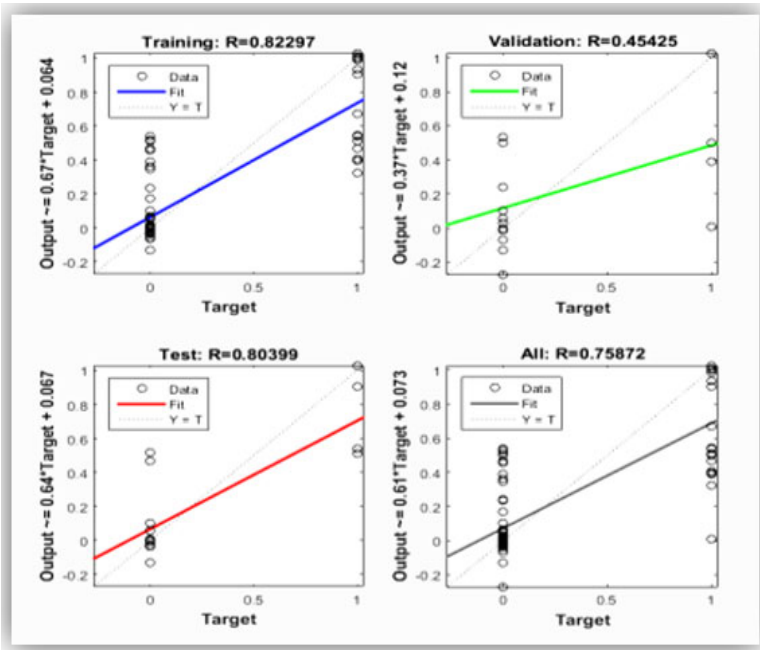 Training: R=0.82297
Output ~= 0.67*Target + 0.064
1
0.8
0.6
0.4
0.2
0
-0.2
Data
Fit
Y = T
0
0.5
1
Target
Validation: R=0.45425
Output ~= 0.37*Target + 0.12
1
0.8
0.6
0.4
0.2
0
-0.2
Data
Fit
Y = T
0
0.5
1
Target
Test: R=0.80399
Output ~= 0.64*Target + 0.067
1
0.8
0.6
0.4
0.2
0
-0.2
Data
Fit
Y = T
0
0.5
1
Target
All: R=0.75872
Output ~= 0.61*Target + 0.073
1
0.8
0.6
0.4
0.2
0
-0.2
Data
Fit
Y = T
0
0.5
1
Target